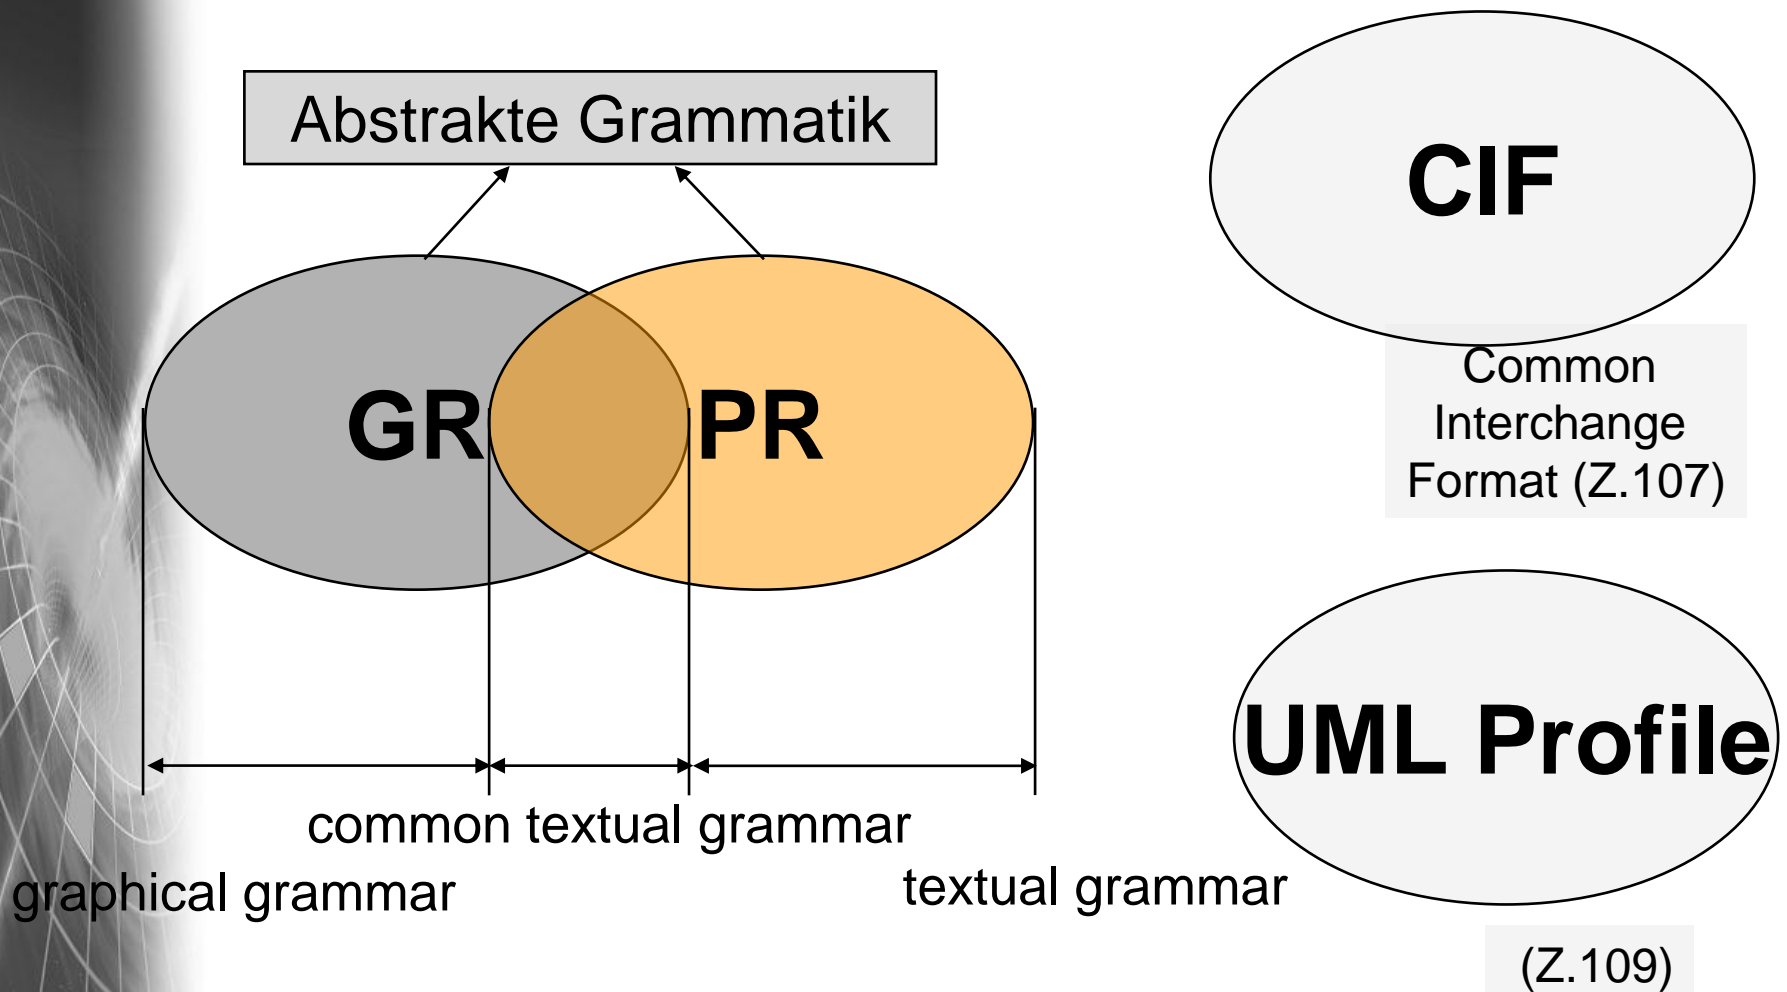 Abstrakte Grammatik
GR
PR
common textual grammar
graphical grammar
textual grammar
CIF
Common
Interchange
Format (Z.107)
UML Profile
(Z.109)